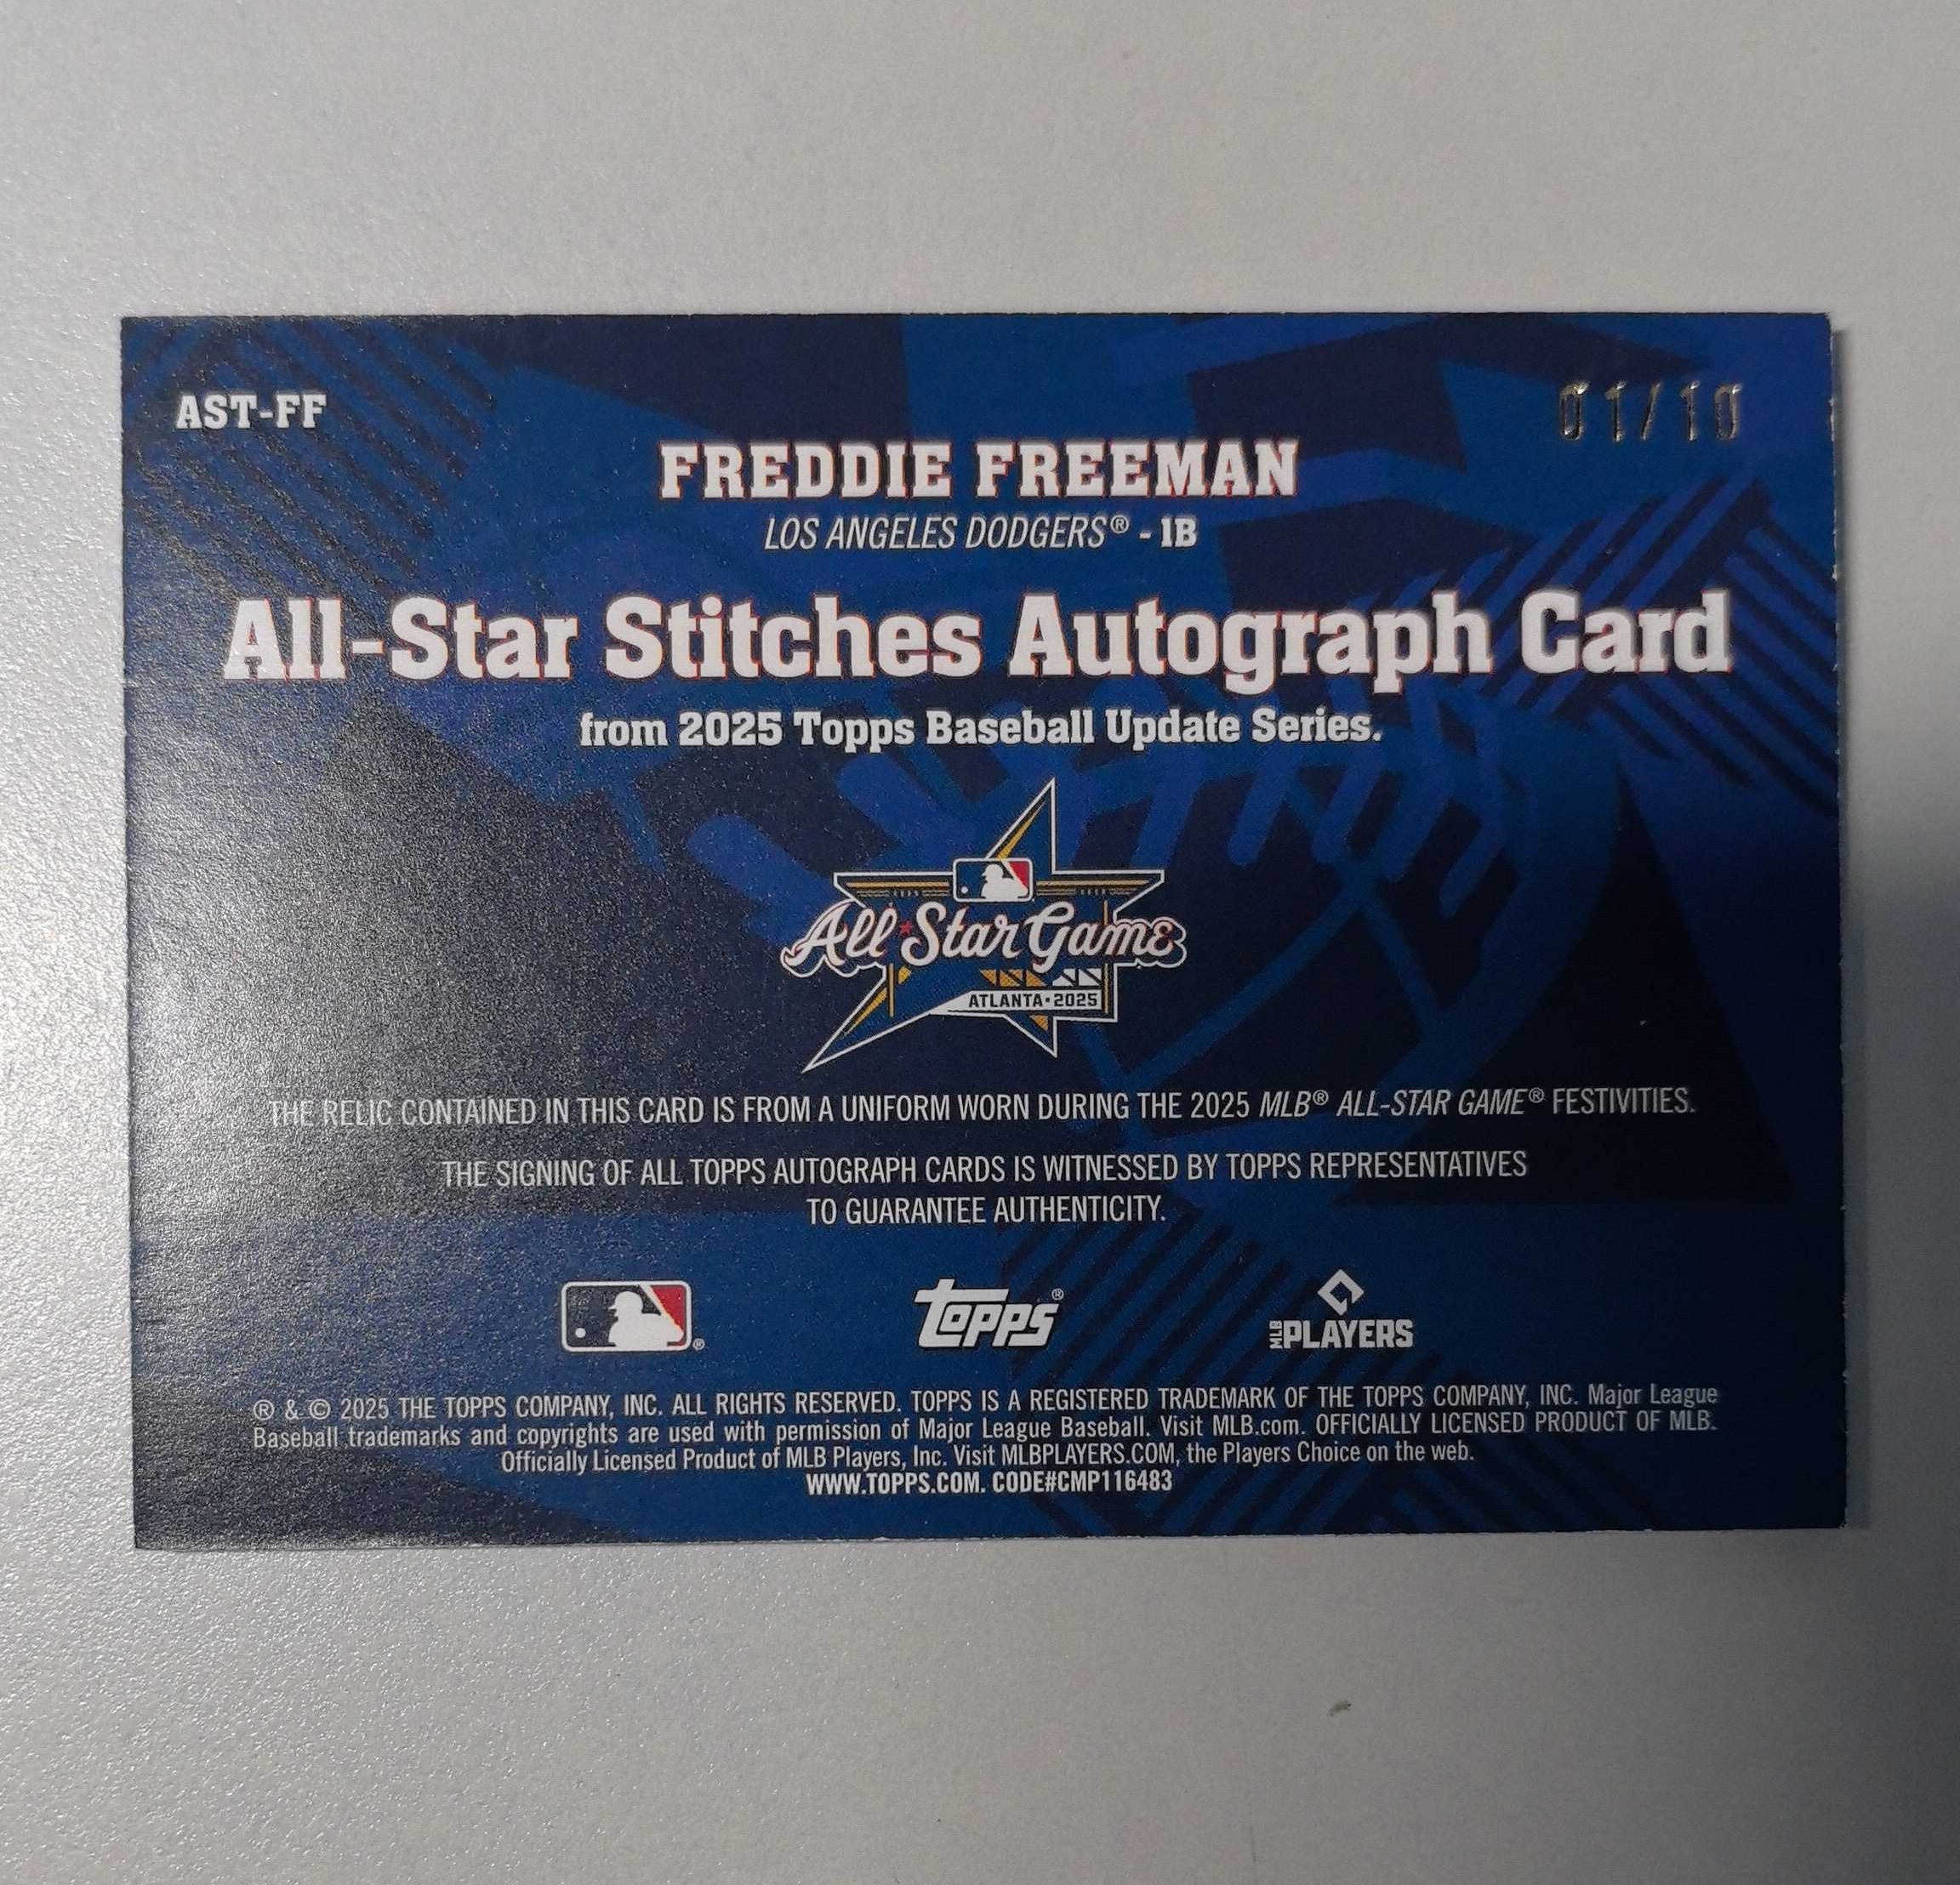 AST-FF
01/10
FREDDIE FREEMAN
LOS ANGELES DODGERS® - 1B
All-Star Stitches Autograph Card
from 2025 Topps Baseball Update Series.
All★Star Game
ATLANTA • 2025
THE RELIC CONTAINED IN THIS CARD IS FROM A UNIFORM WORN DURING THE 2025 MLB® ALL-STAR GAME® FESTIVITIES.
THE SIGNING OF ALL TOPPS AUTOGRAPH CARDS IS WITNESSED BY TOPPS REPRESENTATIVES
TO GUARANTEE AUTHENTICITY.
®
topps®
MLB PLAYERS
® & © 2025 THE TOPPS COMPANY, INC. ALL RIGHTS RESERVED. TOPPS IS A REGISTERED TRADEMARK OF THE TOPPS COMPANY, INC. Major League
Baseball trademarks and copyrights are used with permission of Major League Baseball. Visit MLB.com. OFFICIALLY LICENSED PRODUCT OF MLB.
Officially Licensed Product of MLB Players, Inc. Visit MLBPLAYERS.COM, the Players Choice on the web.
WWW.TOPPS.COM. CODE#CMP116483